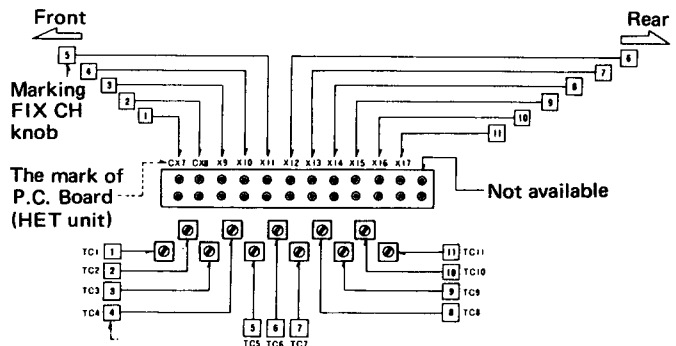 Front
Rear
5
6
4
7
Marking
FIX CH
knob
3
8
2
9
1
10
11
CX7 CX8 X9 X10 X11 X12 X13 X14 X15 X16 X17
The mark of
P.C. Board
(HET unit)
Not available
TC1 1
11 TC11
TC2 2
10 TC10
TC3 3
9 TC9
TC4 4
8 TC8
5 6 7
TC5 TC6 TC7